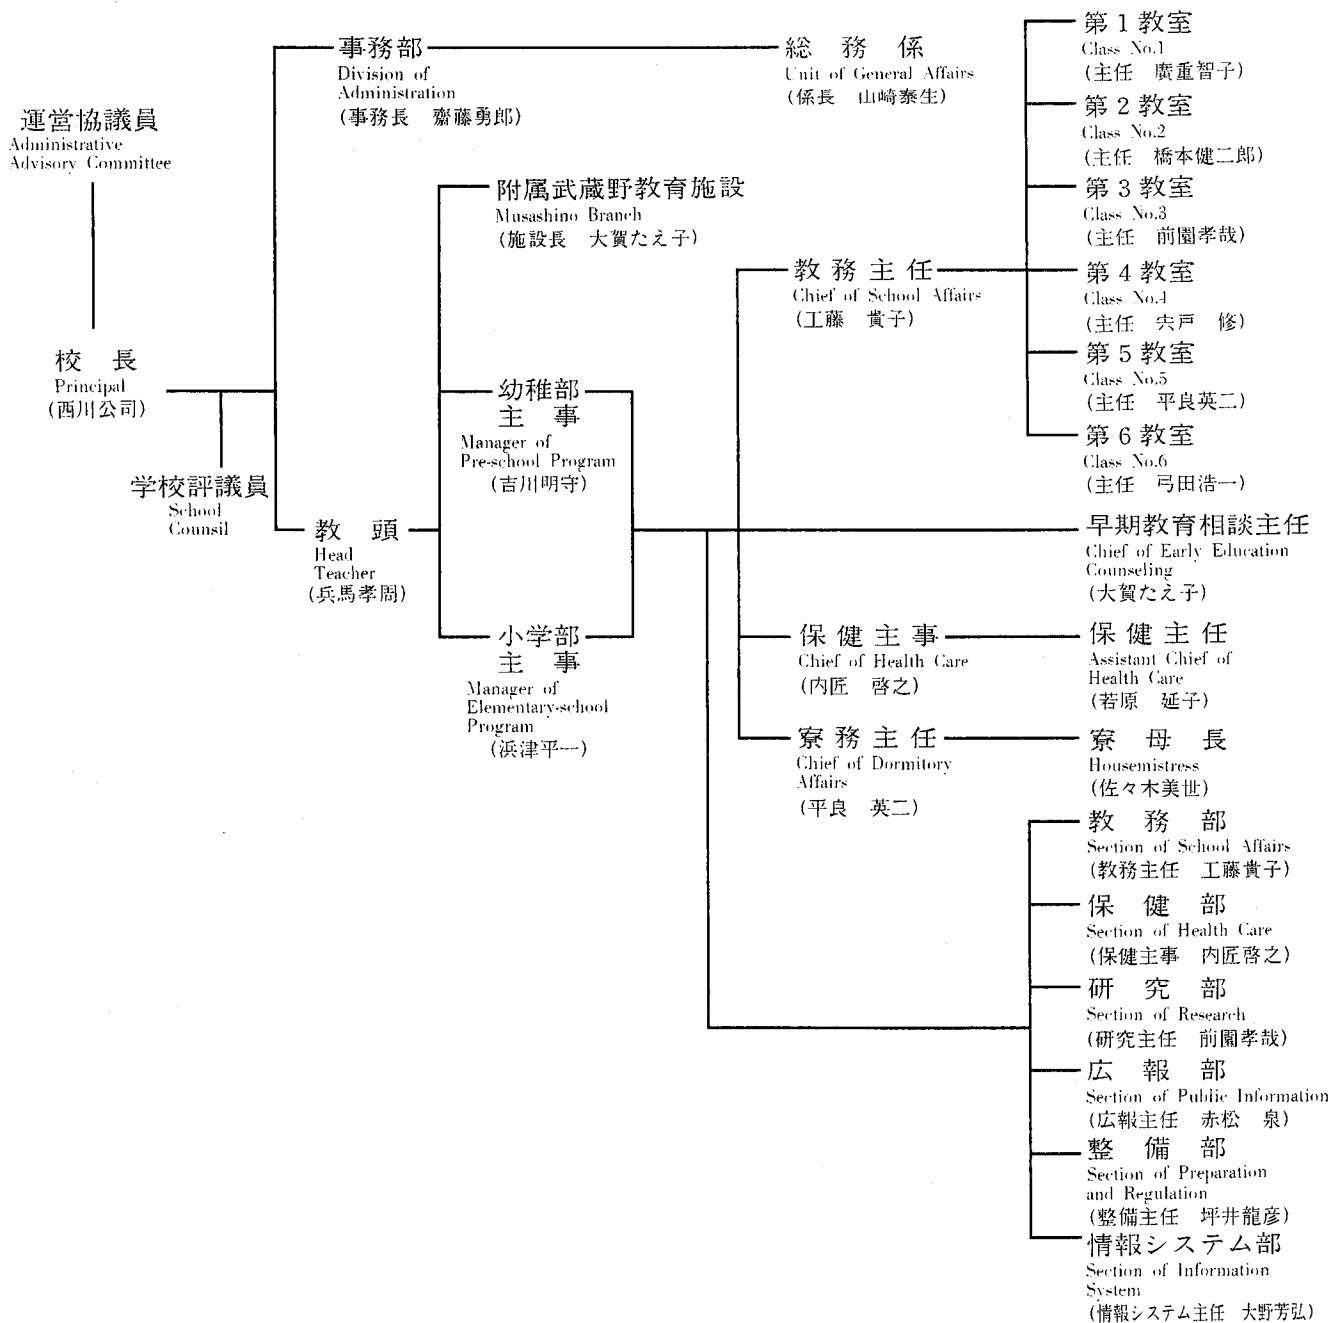 運営協議員
Administrative
Advisory Committee
校長
Principal
(西川公司)
学校評議員
School
Counsil
事務部
Division of
Administration
(事務長 齋藤勇郎)
総務係
Unit of General Affairs
(係長 山崎泰生)
教頭
Head
Teacher
(兵馬孝周)
附属武蔵野教育施設
Musashino Branch
(施設長 大賀たえ子)
幼稚部
主事
Manager of
Pre-school Program
(吉川明守)
小学部
主事
Manager of
Elementary-school
Program
(浜津平一)
教務主任
Chief of School Affairs
(工藤 貴子)
第1教室
Class No.1
(主任 廣重智子)
第2教室
Class No.2
(主任 橋本健二郎)
第3教室
Class No.3
(主任 前園孝哉)
第4教室
Class No.4
(主任 宍戸 修)
第5教室
Class No.5
(主任 平良英二)
第6教室
Class No.6
(主任 弓田浩一)
早期教育相談主任
Chief of Early Education
Counseling
(大賀たえ子)
保健主事
Chief of Health Care
(内匠 啓之)
保健主任
Assistant Chief of
Health Care
(若原 延子)
寮務主任
Chief of Dormitory
Affairs
(平良 英二)
寮母長
Housemistress
(佐々木美世)
教務部
Section of School Affairs
(教務主任 工藤貴子)
保健部
Section of Health Care
(保健主事 内匠啓之)
研究部
Section of Research
(研究主任 前園孝哉)
広報部
Section of Public Information
(広報主任 赤松 泉)
整備部
Section of Preparation
and Regulation
(整備主任 坪井龍彦)
情報システム部
Section of Information
System
(情報システム主任 大野芳弘)